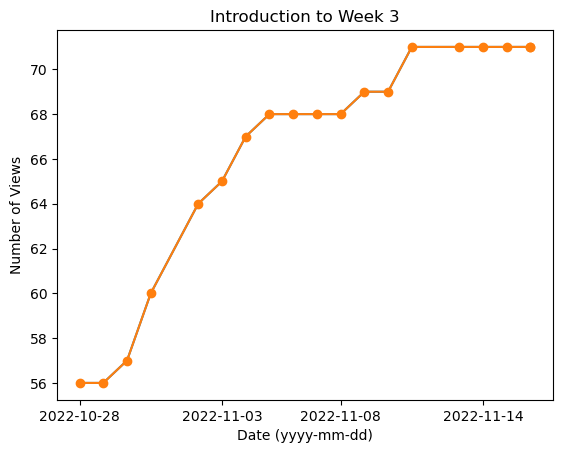 Introduction to Week 3
Number of Views
70
68
66
64
62
60
58
56
2022-10-28 2022-11-03 2022-11-08 2022-11-14
Date (yyyy-mm-dd)